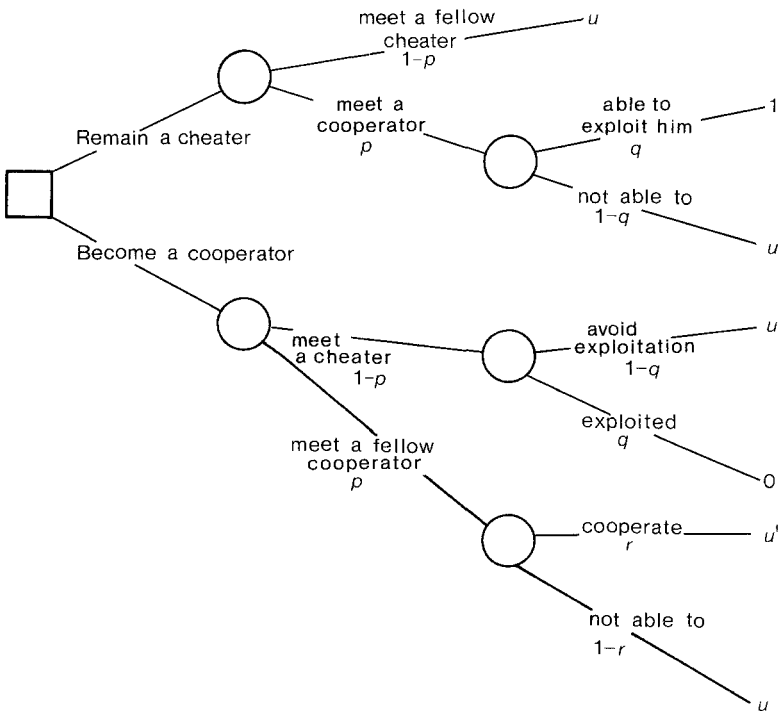 meet a fellow
cheater
1-p
u
meet a
cooperator
p
able to
exploit him
q
1
Remain a cheater
not able to
1-q
u
Become a cooperator
meet
a cheater
1-p
avoid
exploitation
1-q
u
exploited
q
0
meet a fellow
cooperator
p
cooperate
r
u'
not able to
1-r
u